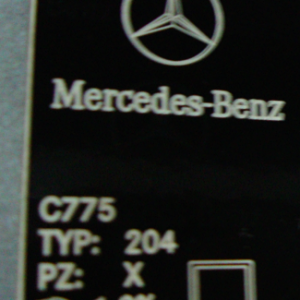 Mercedes-Benz
C775
TYP: 204
PZ: X